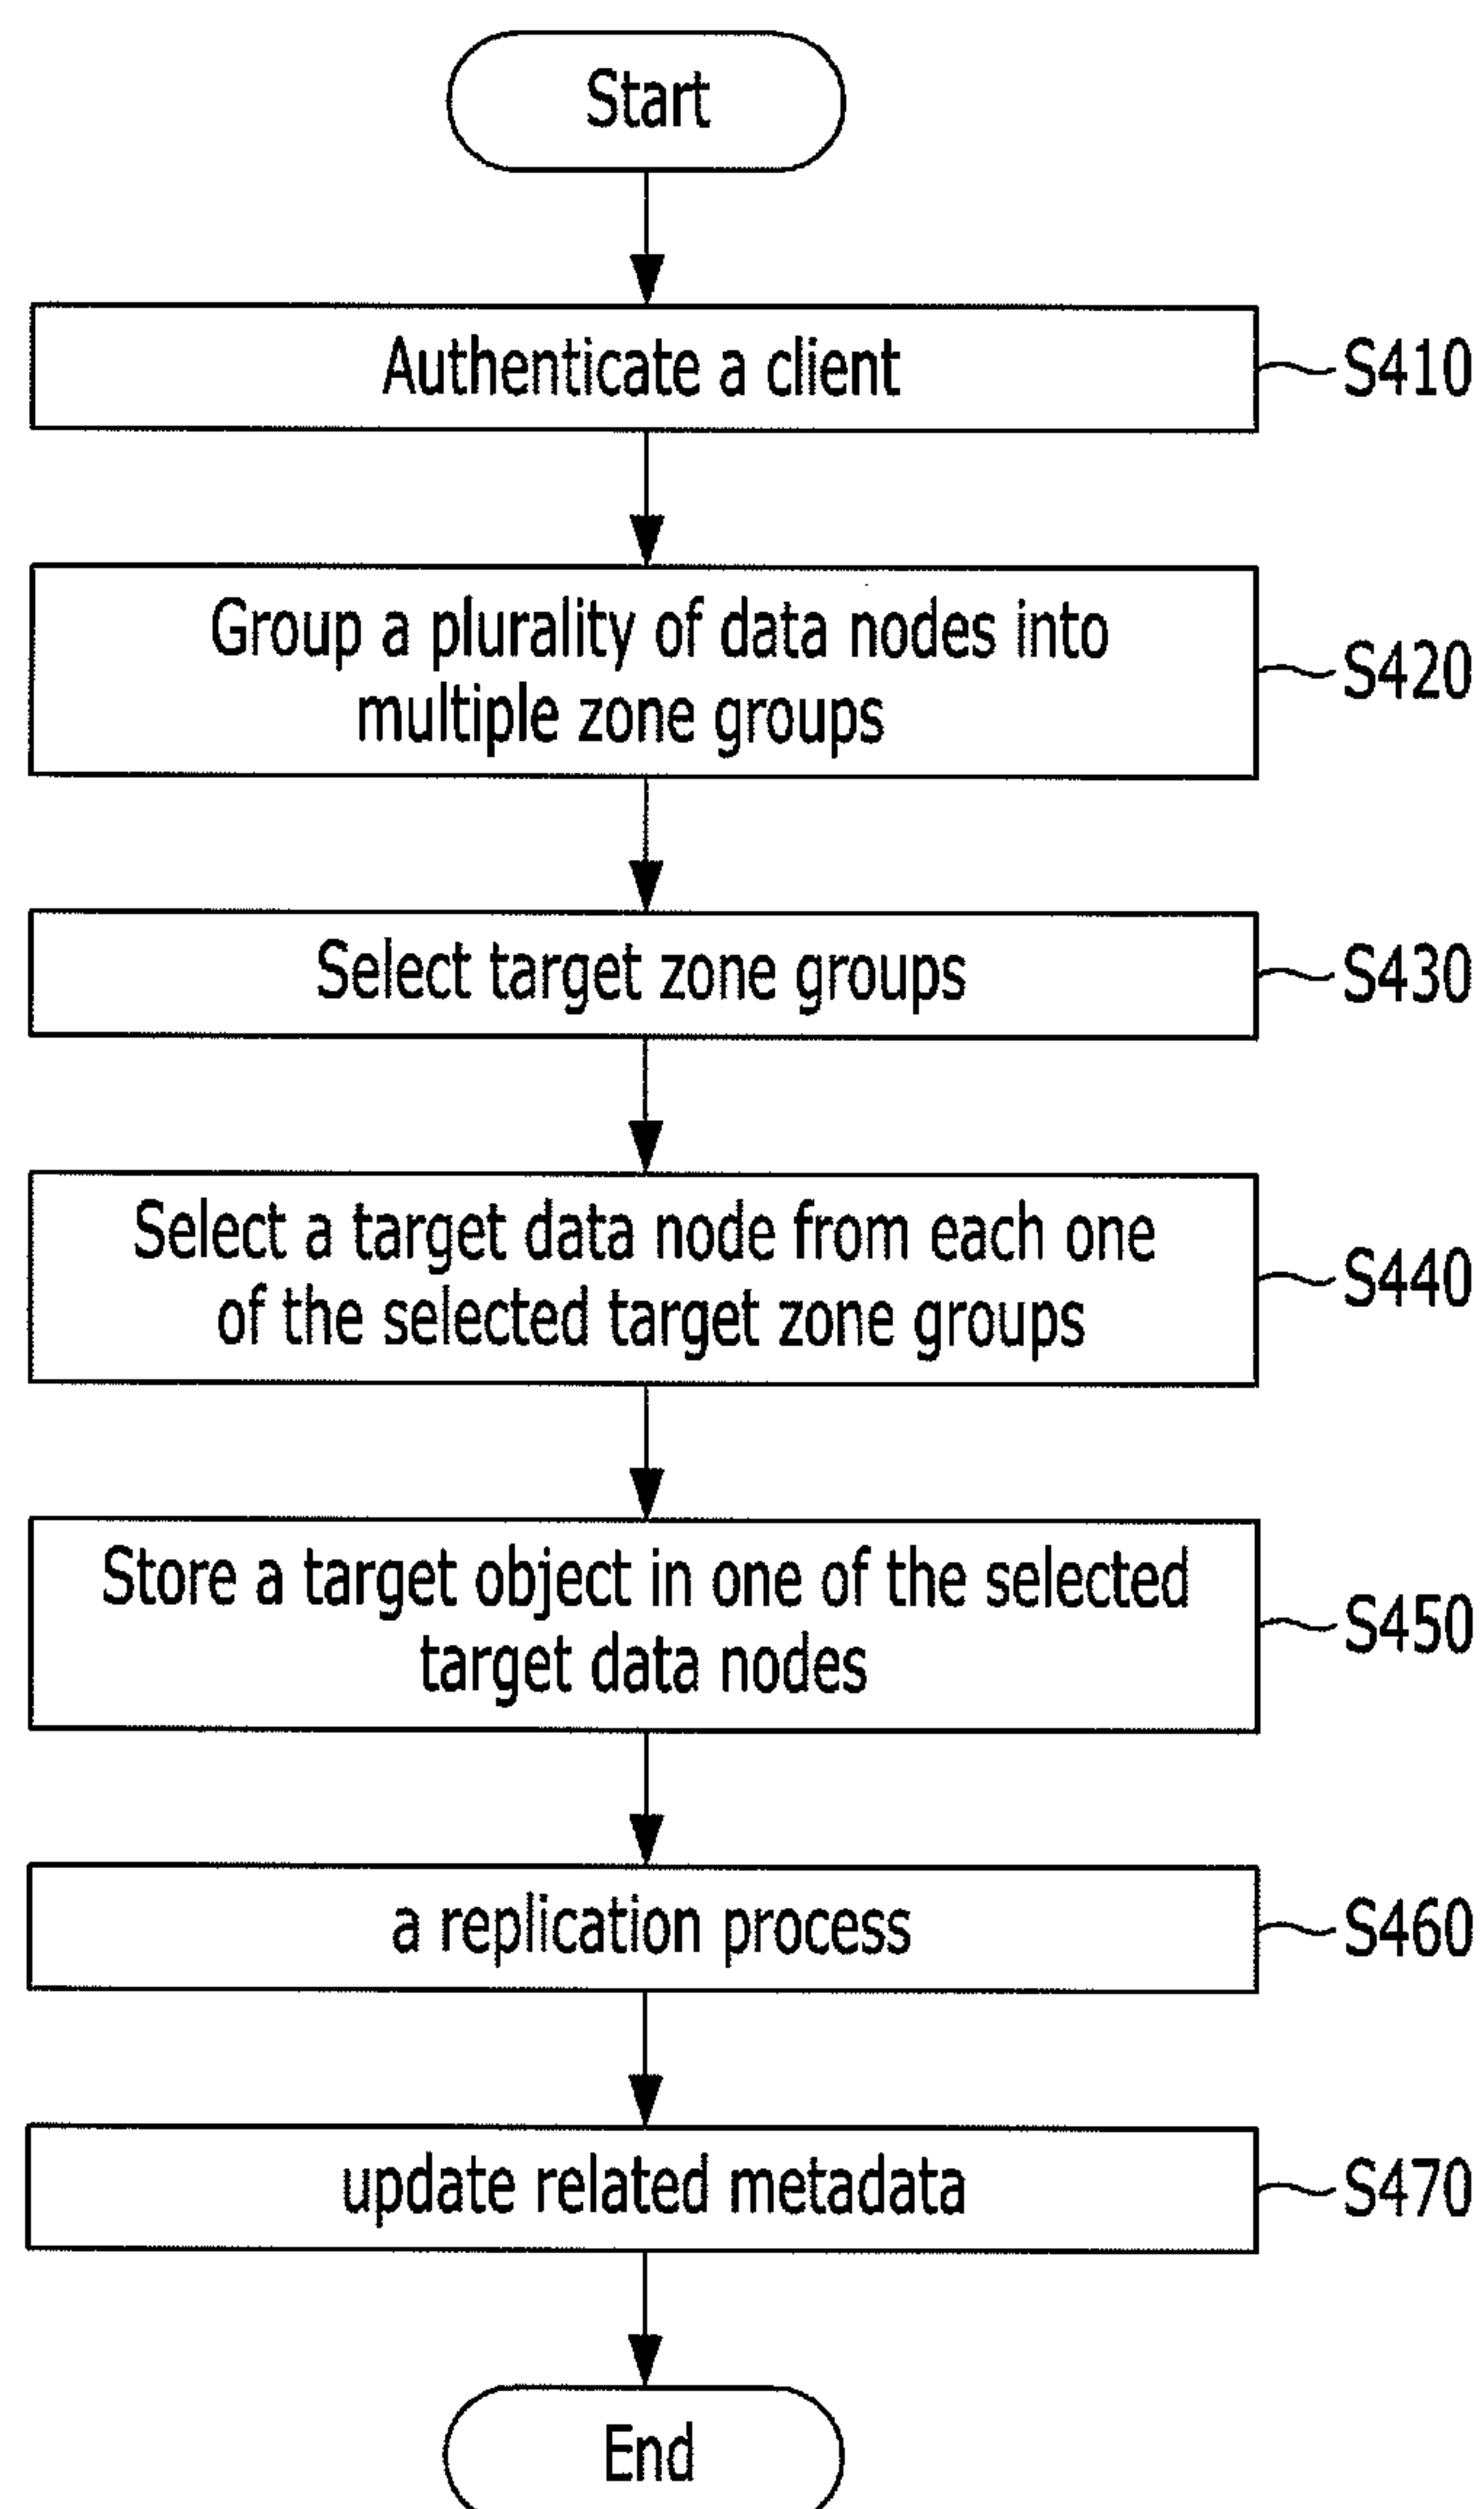 Start
Authenticate a client
S410
Group a plurality of data nodes into
multiple zone groups
S420
Select target zone groups
S430
Select a target data node from each one
of the selected target zone groups
S440
Store a target object in one of the selected
target data nodes
S450
a replication process
S460
update related metadata
S470
End